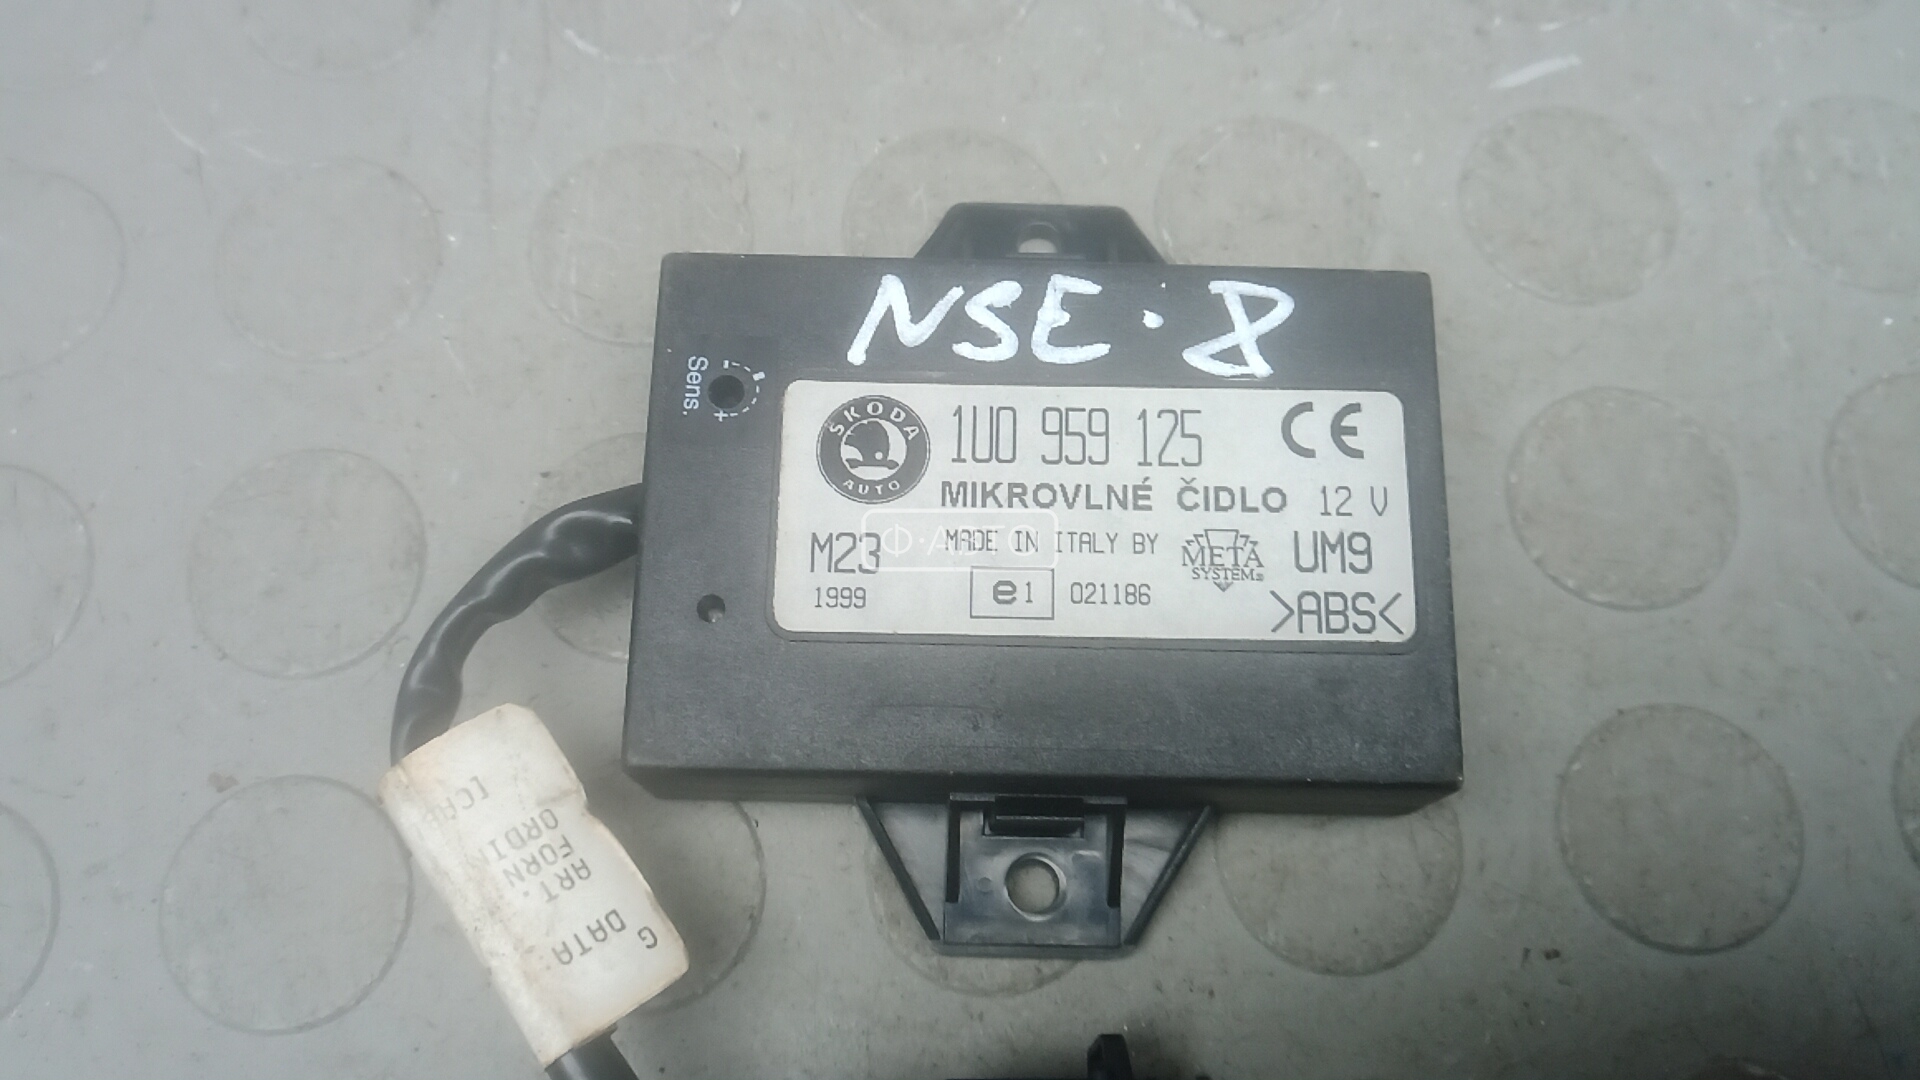 NSE·8
Sens.
- +
ŠKODA AUTO
1U0 959 125 CE
MIKROVLNÉ ČIDLO 12 V
M23 MADE IN ITALY BY META SYSTEM UM9
1999 e1 021186 >ABS<
Ф·АВТО
ORDIN
FORN.
ART.
DATA:
G